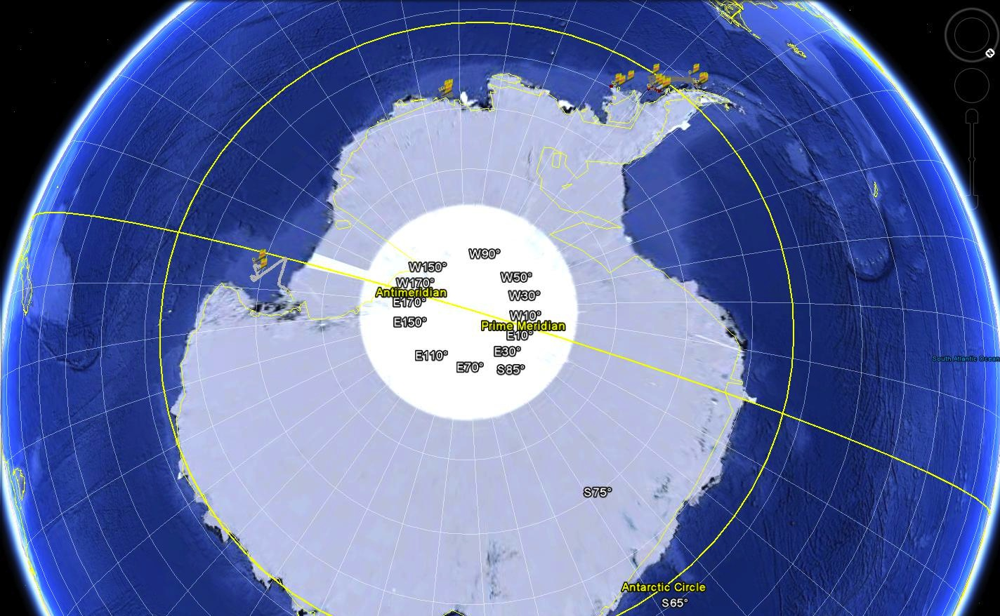 W90°
W150°
W50°
W170°
Antimeridian
W30°
E170°
W10°
E150°
Prime Meridian
E10°
E110°
E30°
E70°
S85°
South Atlantic Ocean
S75°
Antarctic Circle
S65°